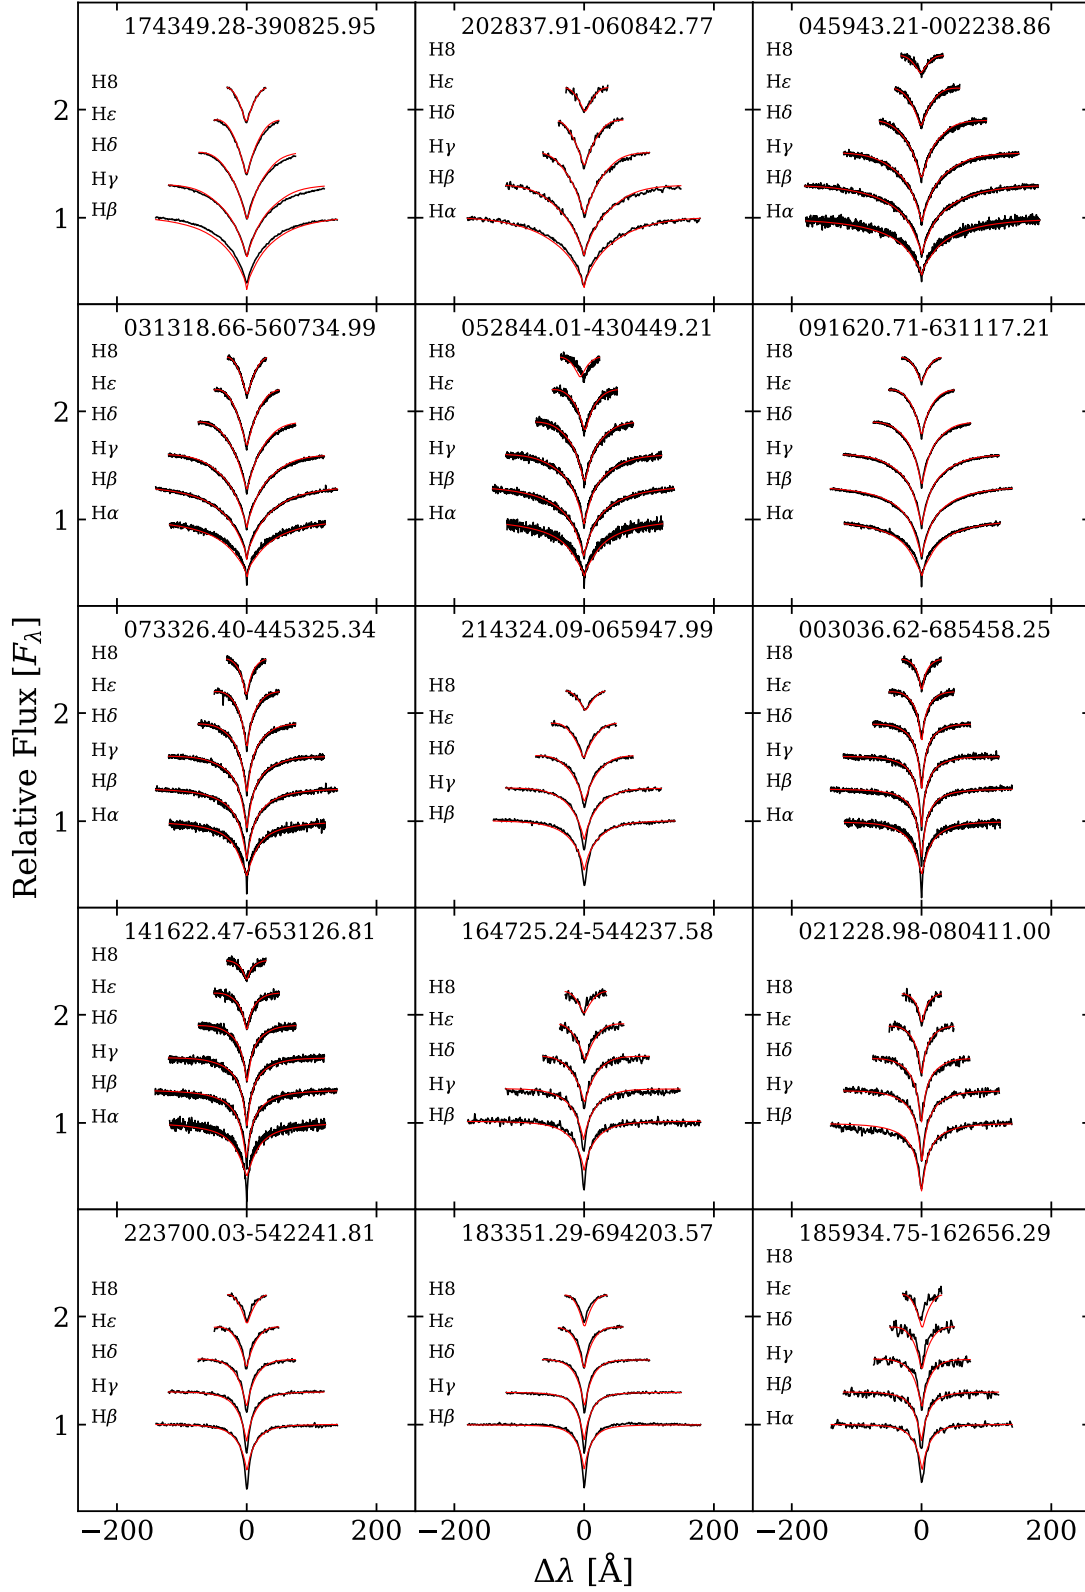 174349.28-390825.95
H8
Hε
Hδ
Hγ
Hβ
2
1
202837.91-060842.77
H8
Hε
Hδ
Hγ
Hβ
Hα
045943.21-002238.86
H8
Hε
Hδ
Hγ
Hβ
Hα
031318.66-560734.99
H8
Hε
Hδ
Hγ
Hβ
Hα
2
1
052844.01-430449.21
H8
Hε
Hδ
Hγ
Hβ
Hα
091620.71-631117.21
H8
Hε
Hδ
Hγ
Hβ
Hα
073326.40-445325.34
H8
Hε
Hδ
Hγ
Hβ
Hα
2
1
214324.09-065947.99
H8
Hε
Hδ
Hγ
Hβ
003036.62-685458.25
H8
Hε
Hδ
Hγ
Hβ
Hα
141622.47-653126.81
H8
Hε
Hδ
Hγ
Hβ
Hα
2
1
164725.24-544237.58
H8
Hε
Hδ
Hγ
Hβ
021228.98-080411.00
H8
Hε
Hδ
Hγ
Hβ
223700.03-542241.81
H8
Hε
Hδ
Hγ
Hβ
2
1
183351.29-694203.57
H8
Hε
Hδ
Hγ
Hβ
185934.75-162656.29
H8
Hε
Hδ
Hγ
Hβ
Hα
−200 0 200
−200 0 200
−200 0 200
Δλ [Å]
Relative Flux [Fλ]